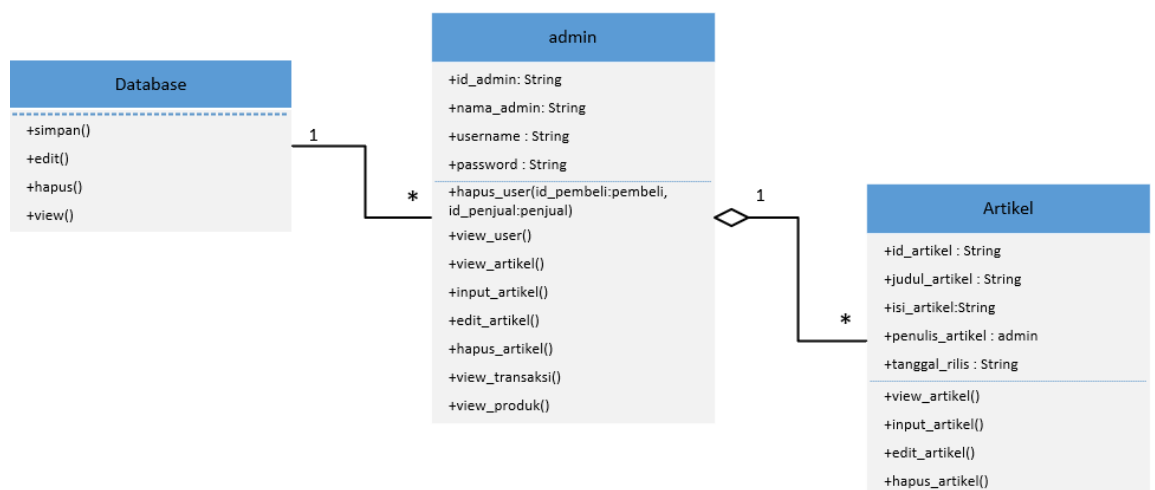 Database
+simpan()
+edit()
+hapus()
+view()
1
*
admin
+id_admin: String
+nama_admin: String
+username : String
+password : String
+hapus_user(id_pembeli:pembeli,
id_penjual:penjual)
+view_user()
+view_artikel()
+input_artikel()
+edit_artikel()
+hapus_artikel()
+view_transaksi()
+view_produk()
1
*
Artikel
+id_artikel : String
+judul_artikel : String
+isi_artikel:String
+penulis_artikel : admin
+tanggal_rilis : String
+view_artikel()
+input_artikel()
+edit_artikel()
+hapus_artikel()